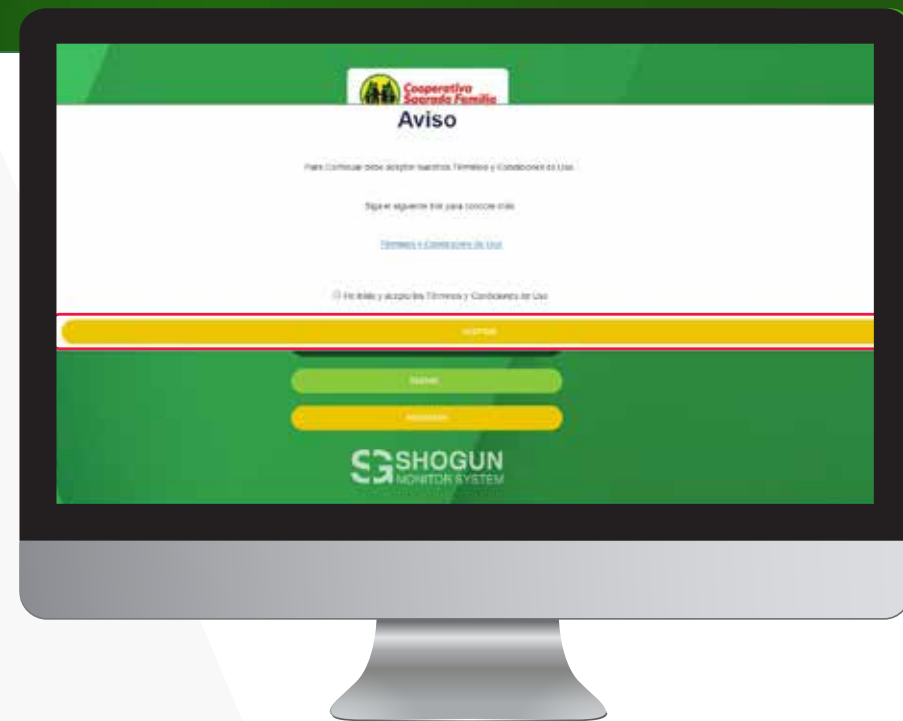 Cooperativa
Sagrada Familia
Aviso
Para Continuar debe aceptar nuestros Términos y Condiciones de Uso
Siga el siguiente link para conocer más
Términos y Condiciones de Uso
He leído y acepto los Términos y Condiciones de Uso
ACEPTAR
SG SHOGUN
MONITOR SYSTEM